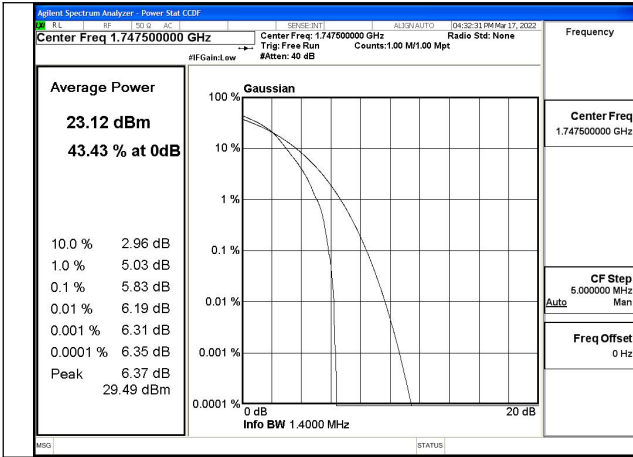 Agilent Spectrum Analyzer - Power Stat CCDF
RL RF 50 Ω AC SENSE:INT ALIGNAUTO 04:32:31 PM Mar 17, 2022
Center Freq 1.747500000 GHz
Center Freq: 1.747500000 GHz Radio Std: None
Trig: Free Run Counts:1.00 M/1.00 Mpt
#IFGain:Low #Atten: 40 dB
Frequency
Average Power
23.12 dBm
43.43 % at 0dB
10.0 % 2.96 dB
1.0 % 5.03 dB
0.1 % 5.83 dB
0.01 % 6.19 dB
0.001 % 6.31 dB
0.0001 % 6.35 dB
Peak 6.37 dB
29.49 dBm
Gaussian
100 %
10 %
1 %
0.1 %
0.01 %
0.001 %
0.0001 %
0 dB 20 dB
Info BW 1.4000 MHz
Center Freq
1.747500000 GHz
CF Step
5.000000 MHz
Auto Man
Freq Offset
0 Hz
MSG STATUS